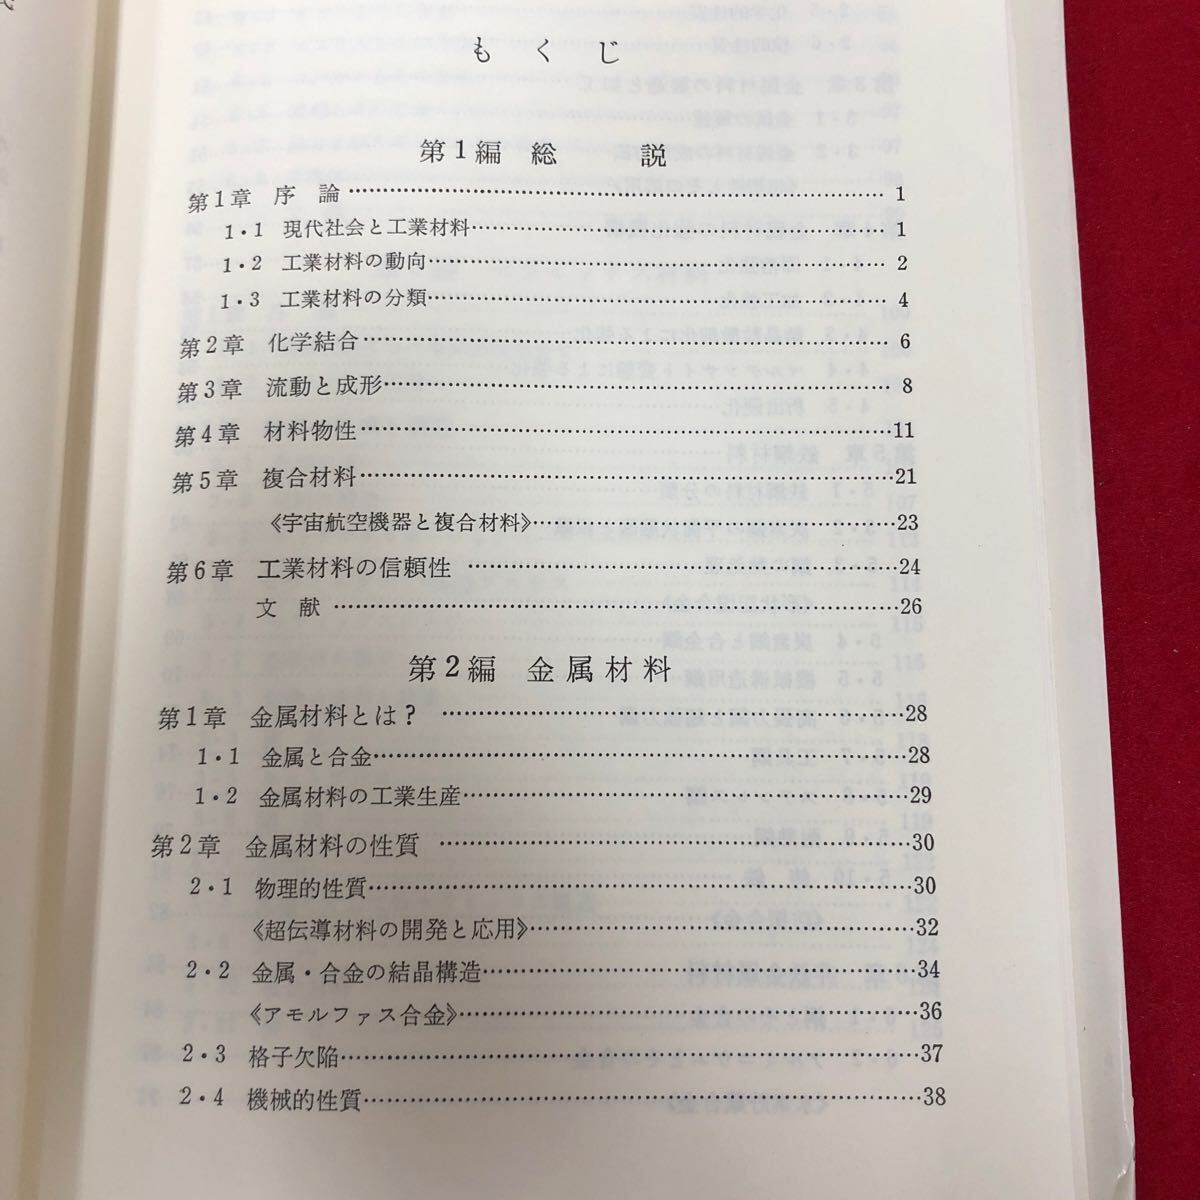 もくじ
第1編 総 説
第1章 序 論……………1
1・1 現代社会と工業材料……………1
1・2 工業材料の動向……………2
1・3 工業材料の分類……………4
第2章 化学結合……………6
第3章 流動と成形……………8
第4章 材料物性……………11
第5章 複合材料……………21
《宇宙航空機器と複合材料》……………23
第6章 工業材料の信頼性……………24
文 献……………26
第2編 金属材料
第1章 金属材料とは?……………28
1・1 金属と合金……………28
1・2 金属材料の工業生産……………29
第2章 金属材料の性質……………30
2・1 物理的性質……………30
《超伝導材料の開発と応用》……………32
2・2 金属・合金の結晶構造……………34
《アモルファス合金》……………36
2・3 格子欠陥……………37
2・4 機械的性質……………38